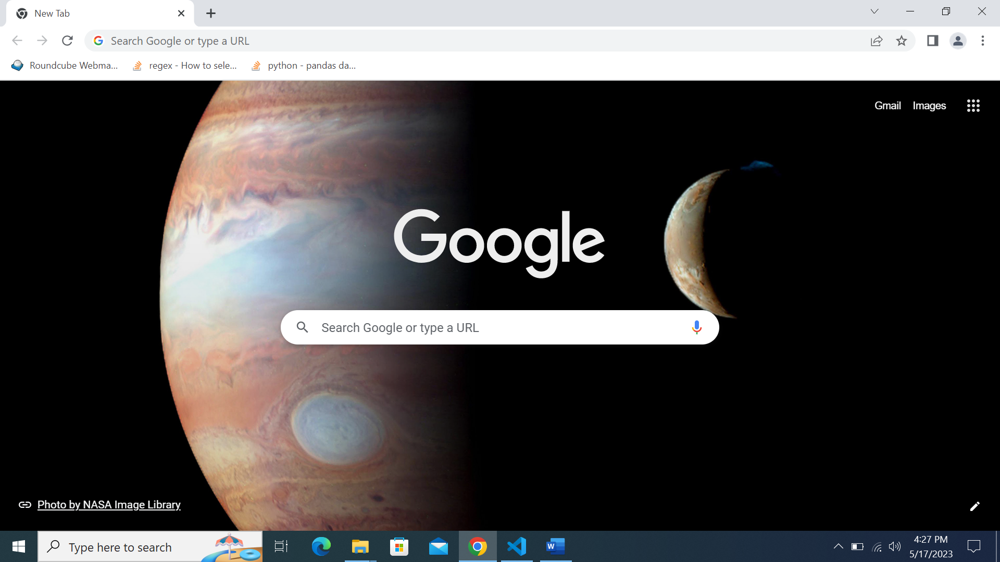 New Tab
Search Google or type a URL
Roundcube Webma...
regex - How to sele...
python - pandas da...
Gmail Images
Google
Search Google or type a URL
Photo by NASA Image Library
Type here to search
W
4:27 PM
5/17/2023